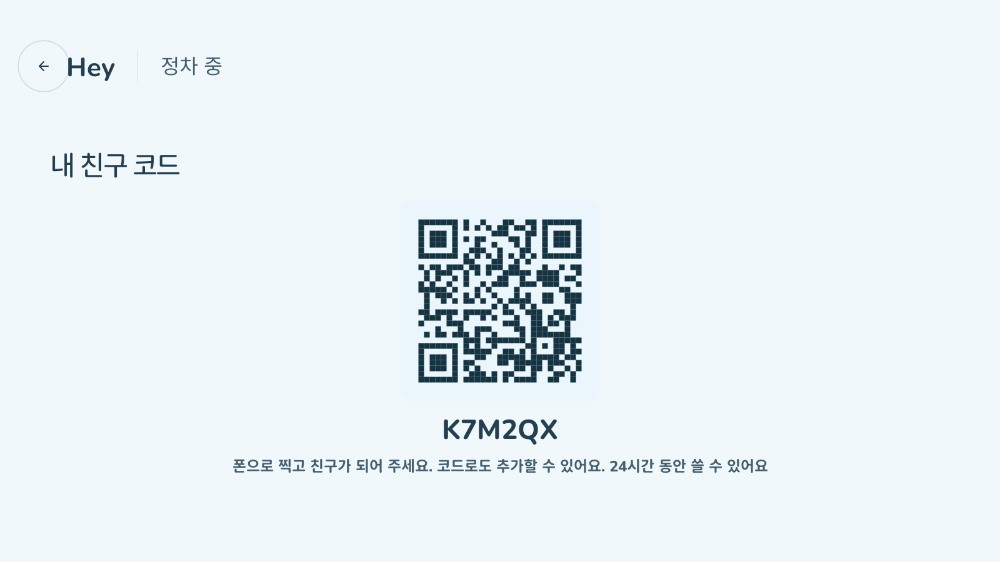 Hey
정차 중
내 친구 코드
K7M2QX
폰으로 찍고 친구가 되어 주세요. 코드로도 추가할 수 있어요. 24시간 동안 쓸 수 있어요